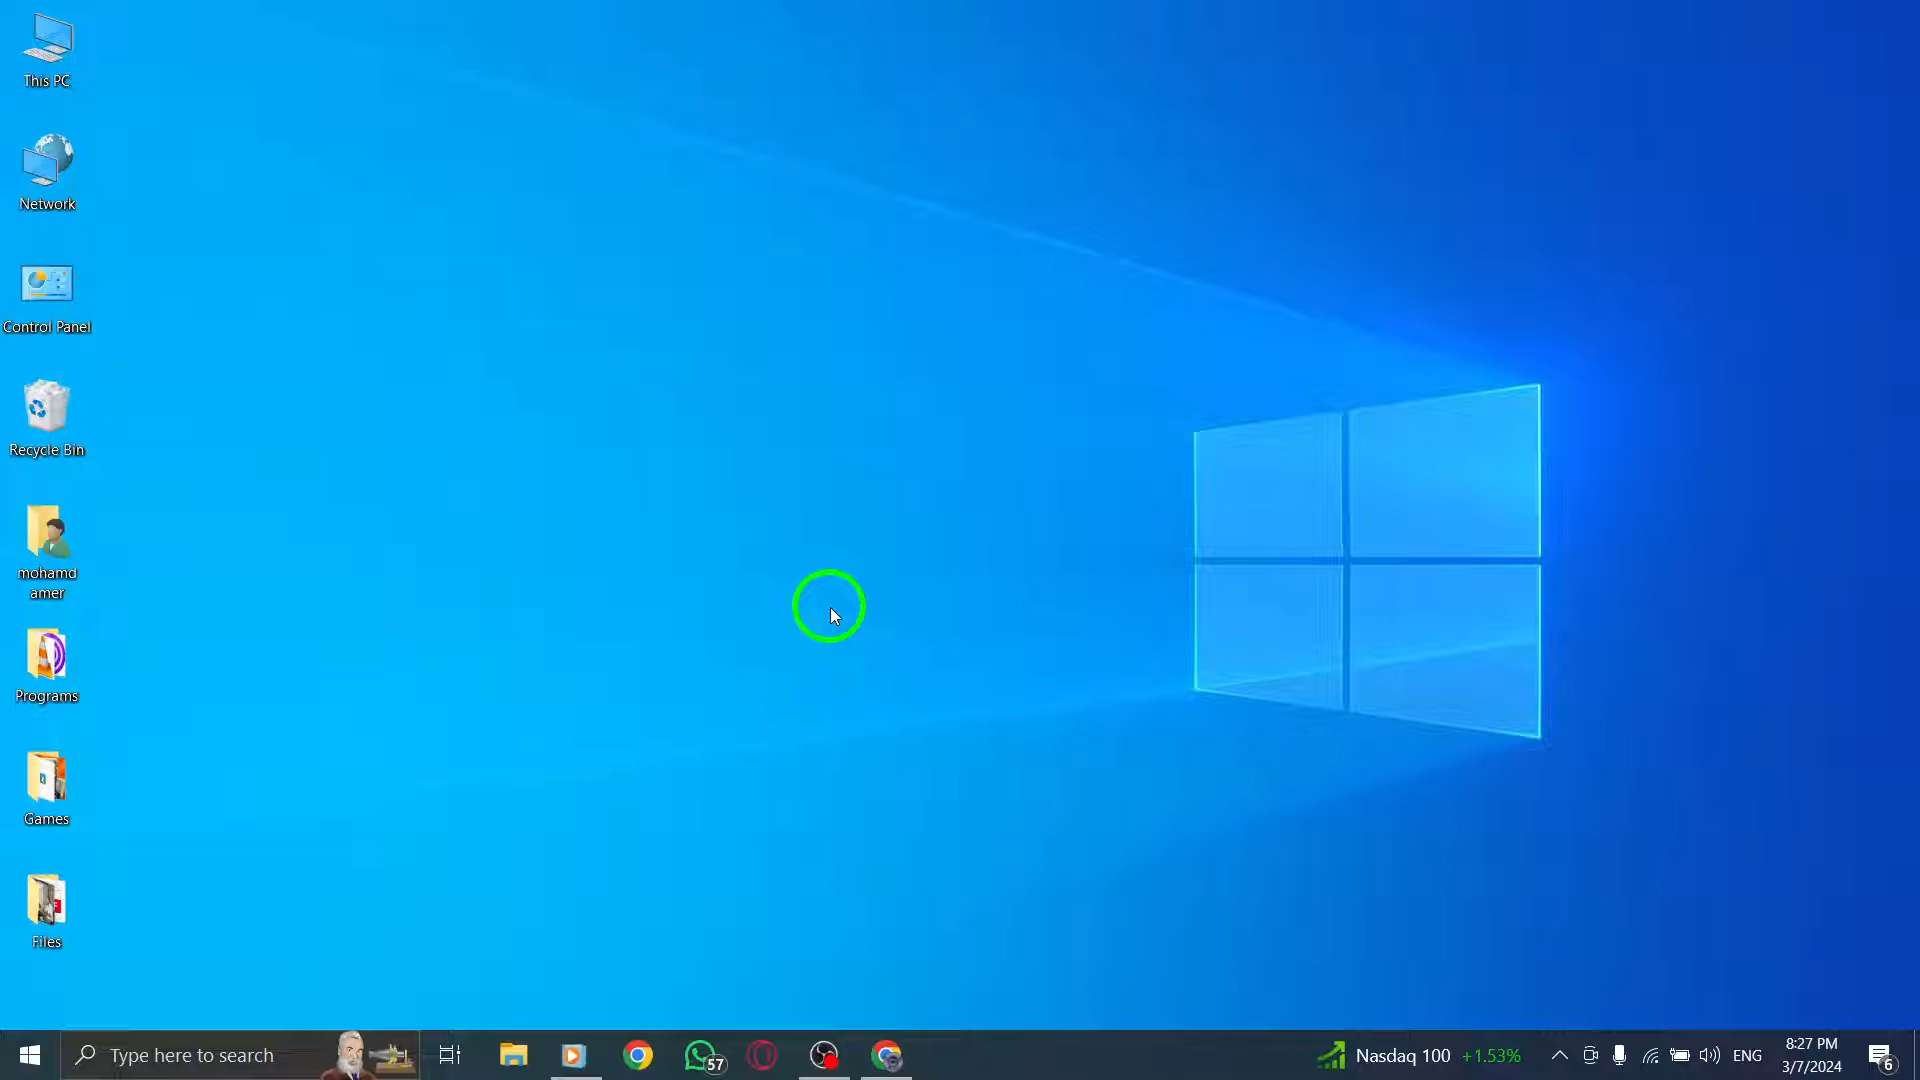 This PC
Network
Control Panel
Recycle Bin
mohamd
amer
Programs
Games
Files
Type here to search
57
Nasdaq 100 +1.53%
ENG
8:27 PM
3/7/2024
6